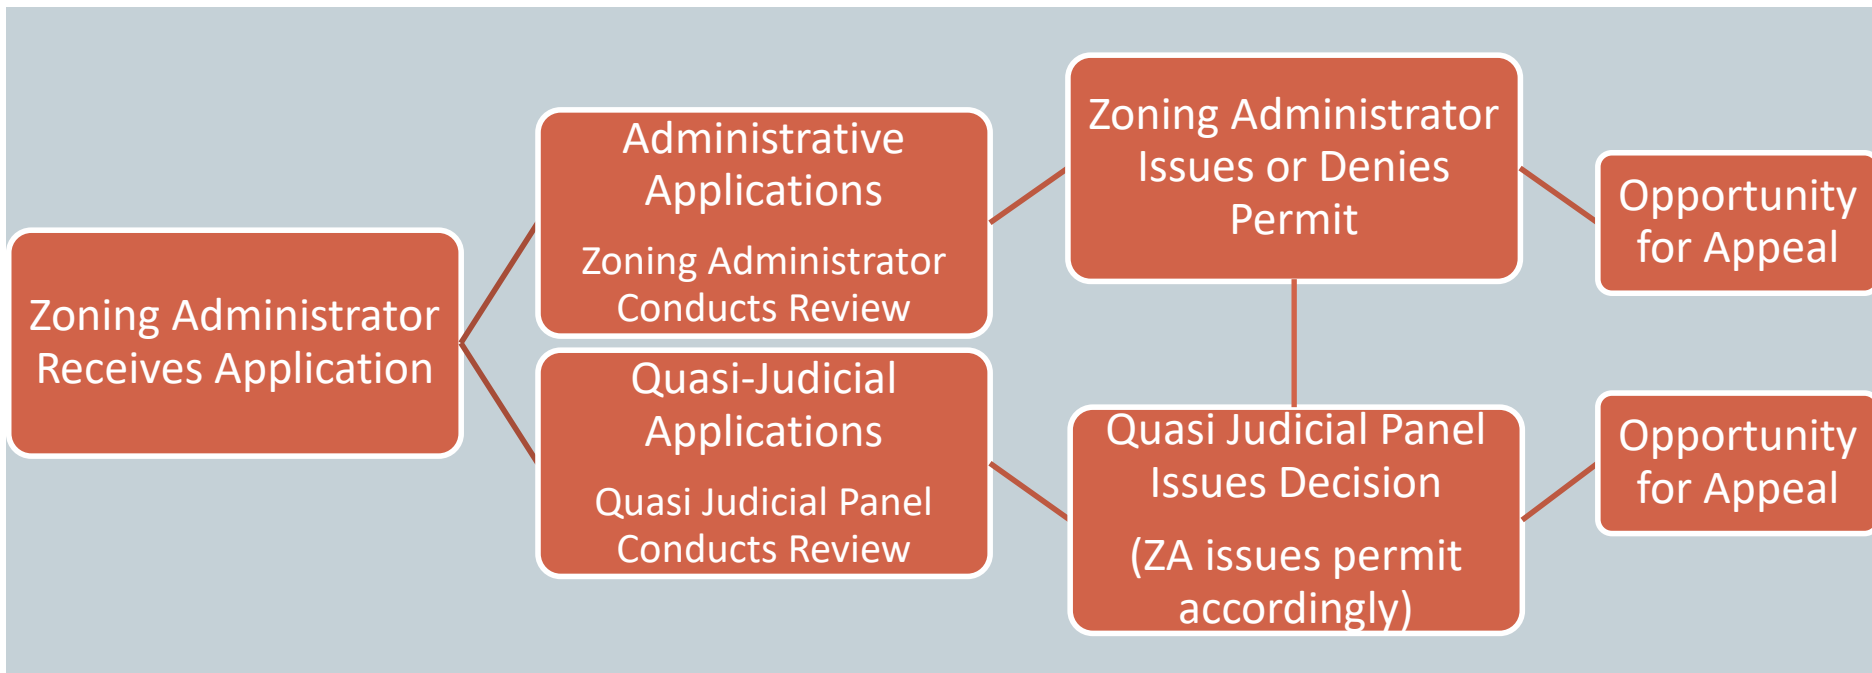 Zoning Administrator
Receives Application
Administrative
Applications
Zoning Administrator
Conducts Review
Quasi-Judicial
Applications
Quasi Judicial Panel
Conducts Review
Zoning Administrator
Issues or Denies
Permit
Quasi Judicial Panel
Issues Decision
(ZA issues permit
accordingly)
Opportunity
for Appeal
Opportunity
for Appeal